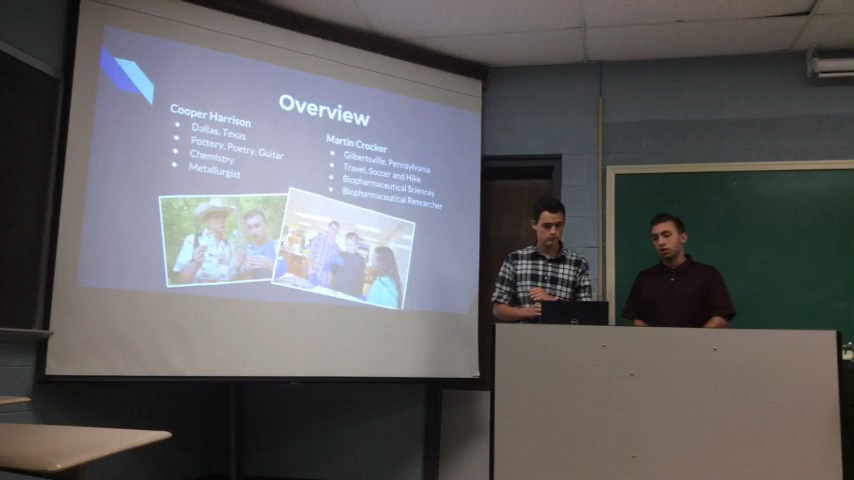 Overview
Cooper Harrison
• Dallas, Texas
• Pottery, Poetry, Guitar
• Chemistry
• Metallurgist
Martin Crocker
• Gilbertsville, Pennsylvania
• Travel, Soccer and Hike
• Biopharmaceutical Sciences
• Biopharmaceutical Researcher